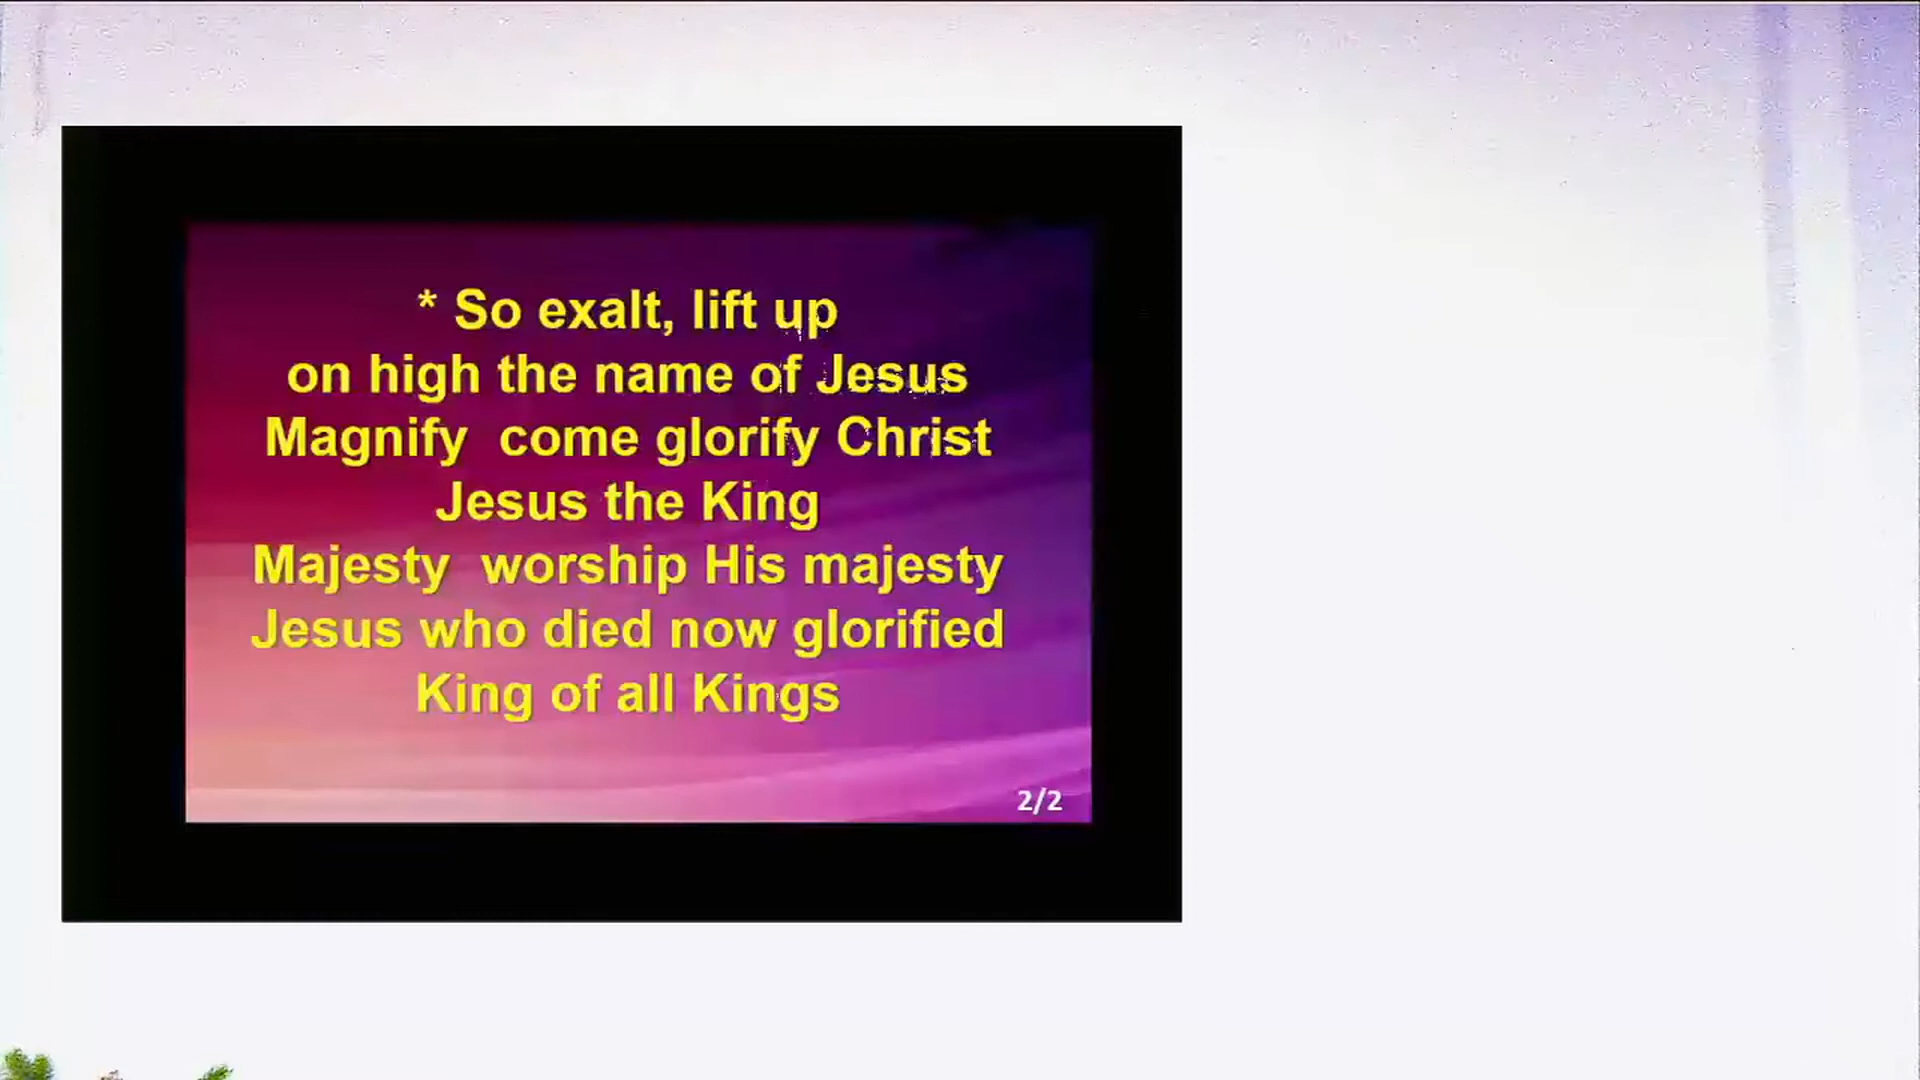 * So exalt, lift up
on high the name of Jesus
Magnify  come glorify Christ
Jesus the King
Majesty  worship His majesty
Jesus who died now glorified
King of all Kings
2/2